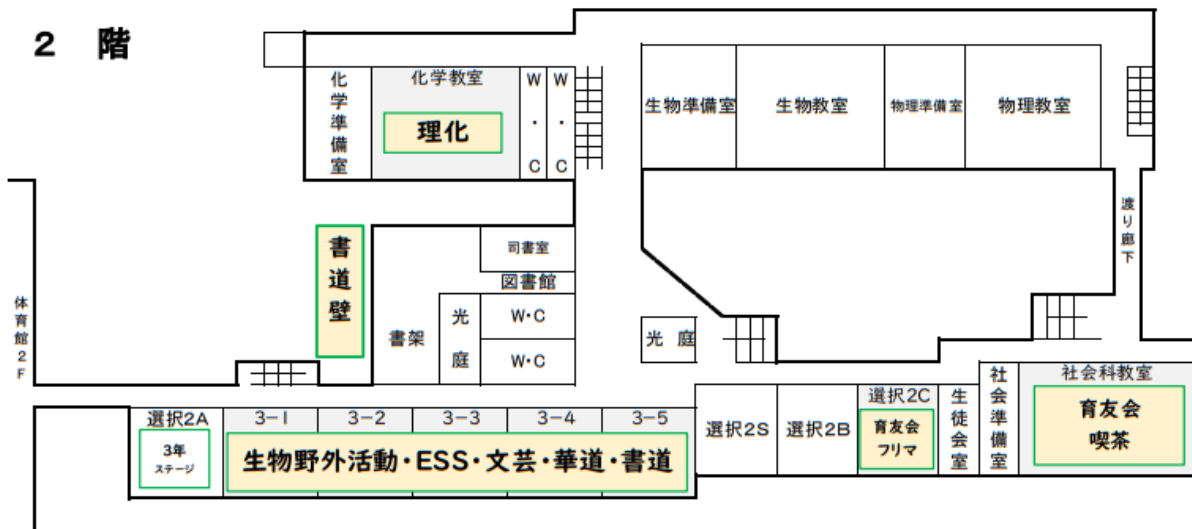 2 階
化学準備室
化学教室
理化
W・C
W・C
生物準備室
生物教室
物理準備室
物理教室
渡り廊下
書道壁
司書室
図書館
書架
光庭
W・C
W・C
光庭
体育館2F
選択2A
3年
ステージ
3-1
3-2
3-3
3-4
3-5
生物野外活動・ESS・文芸・華道・書道
選択2S
選択2B
選択2C
育友会
フリマ
生徒会室
社会準備室
社会科教室
育友会
喫茶